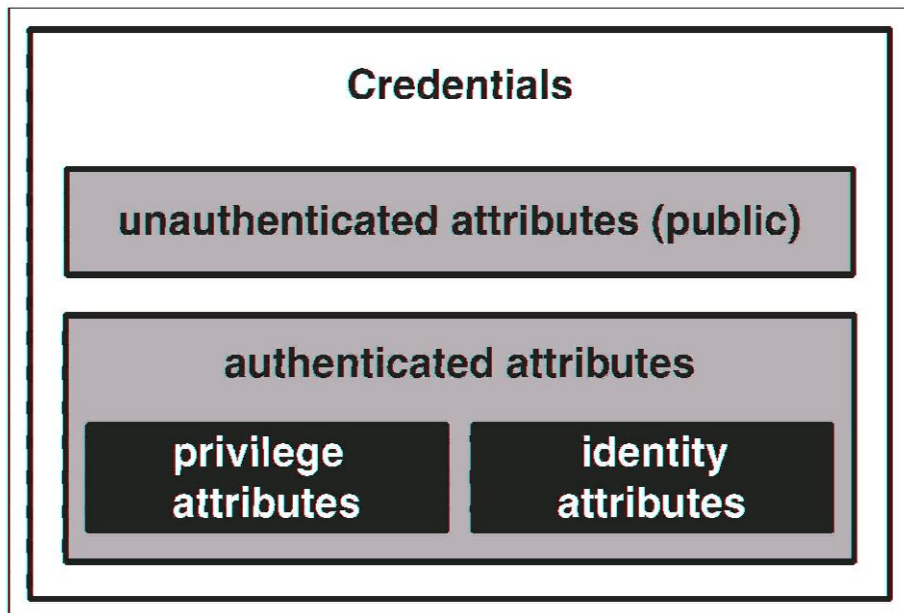 Credentials
unauthenticated attributes (public)
authenticated attributes
privilege
attributes
identity
attributes